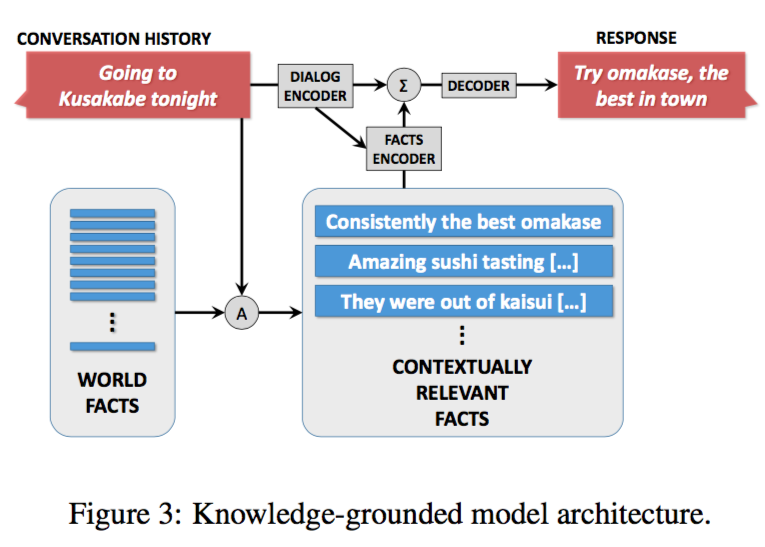 CONVERSATION HISTORY
Going to
Kusakabe tonight
DIALOG
ENCODER
Σ
DECODER
RESPONSE
Try omakase, the
best in town
FACTS
ENCODER
WORLD
FACTS
A
Consistently the best omakase
Amazing sushi tasting [...]
They were out of kaisui [...]
CONTEXTUALLY
RELEVANT
FACTS
Figure 3: Knowledge-grounded model architecture.